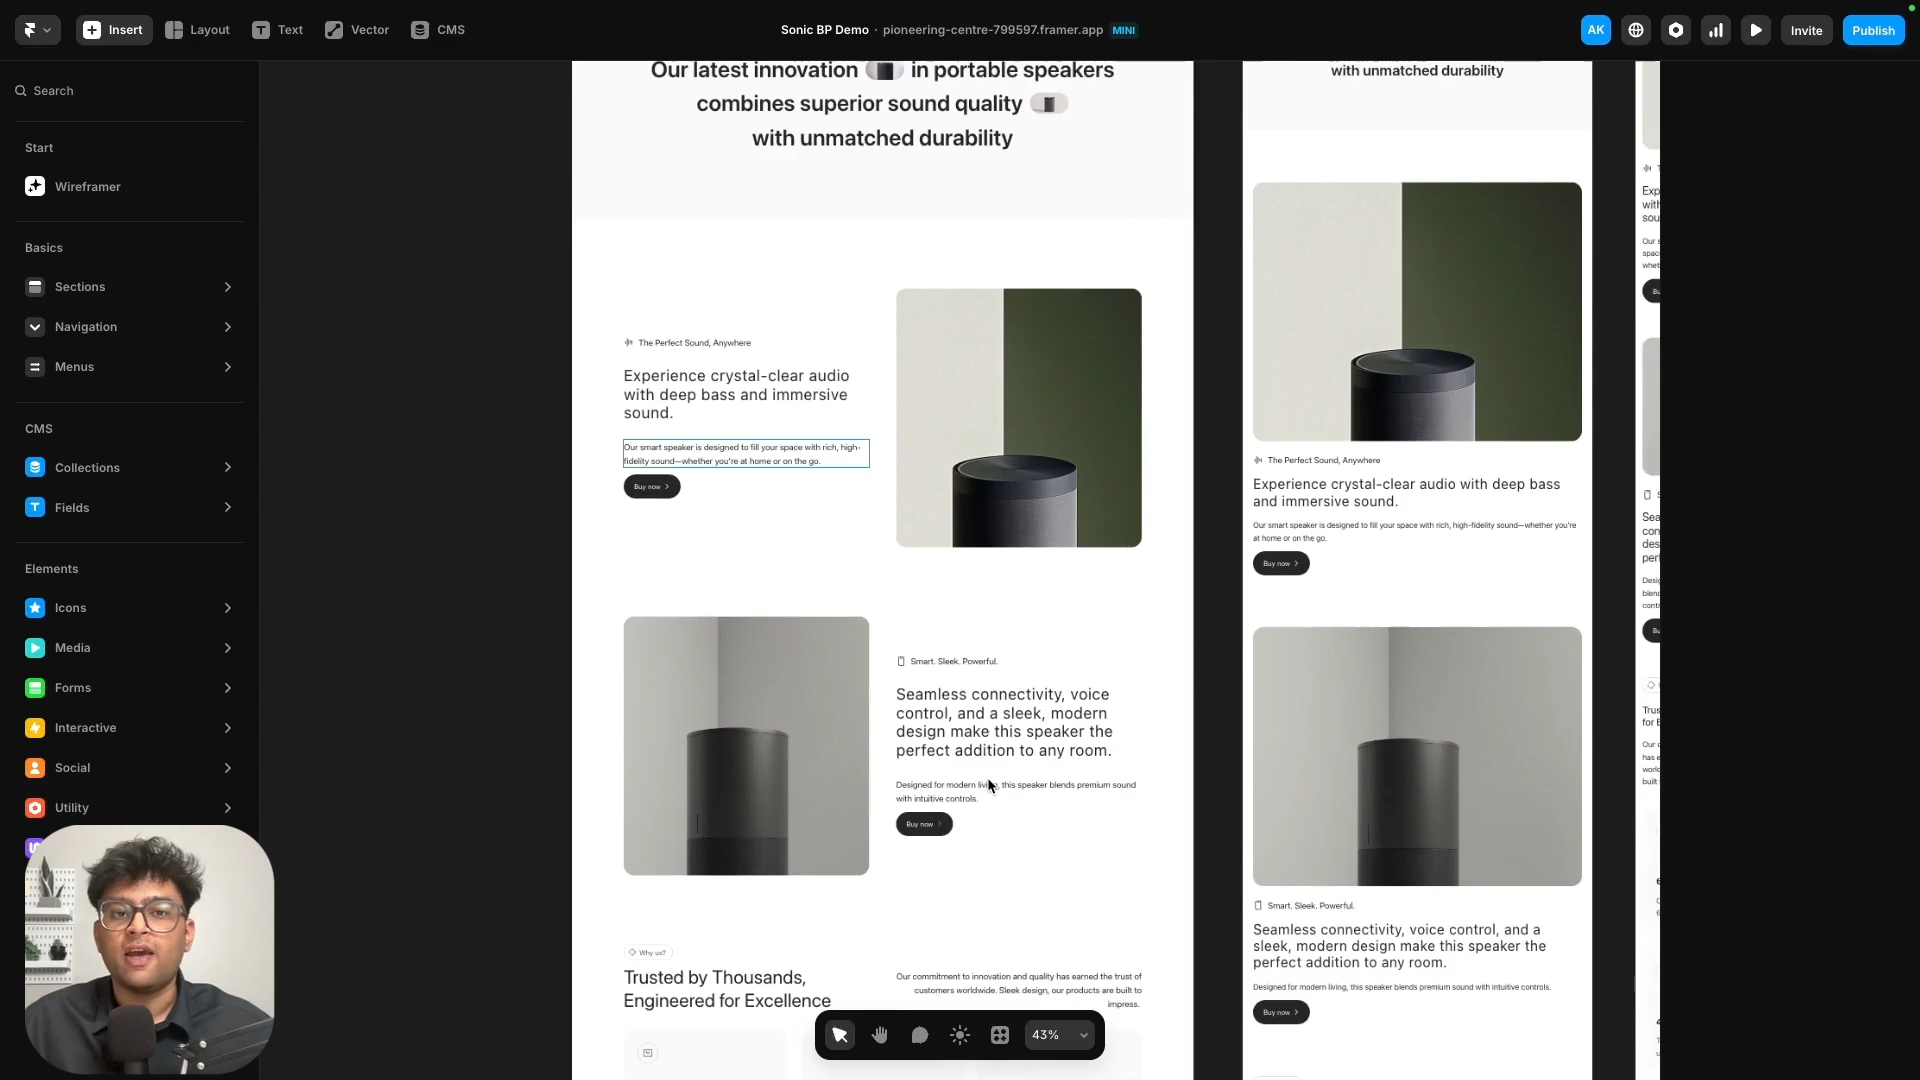 Insert
Layout
Text
Vector
CMS
Sonic BP Demo · pioneering-centre-799597.framer.app MINI
AK
Invite
Publish
Search
Start
Wireframer
Basics
Sections
Navigation
Menus
CMS
Collections
Fields
Elements
Icons
Media
Forms
Interactive
Social
Utility
Our latest innovation in portable speakers
combines superior sound quality
with unmatched durability
The Perfect Sound, Anywhere
Experience crystal-clear audio
with deep bass and immersive
sound.
Our smart speaker is designed to fill your space with rich, high-
fidelity sound—whether you're at home or on the go.
Buy now
Smart. Sleek. Powerful.
Seamless connectivity, voice
control, and a sleek, modern
design make this speaker the
perfect addition to any room.
Designed for modern living, this speaker blends premium sound
with intuitive controls.
Buy now
Why us?
Trusted by Thousands,
Engineered for Excellence
Our commitment to innovation and quality has earned the trust of
customers worldwide. Sleek design, our products are built to
impress.
43%
with unmatched durability
The Perfect Sound, Anywhere
Experience crystal-clear audio with deep bass
and immersive sound.
Our smart speaker is designed to fill your space with rich, high-fidelity sound—whether you're
at home or on the go.
Buy now
Smart. Sleek. Powerful.
Seamless connectivity, voice control, and a
sleek, modern design make this speaker the
perfect addition to any room.
Designed for modern living, this speaker blends premium sound with intuitive controls.
Buy now